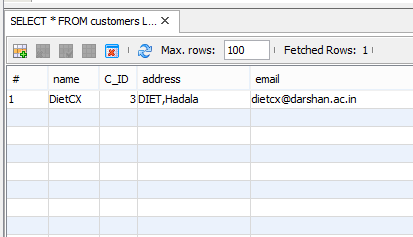 SELECT * FROM customers L...
Max. rows: 100 Fetched Rows: 1
# name C_ID address email
1 DietCX 3 DIET,Hadala dietcx@darshan.ac.in